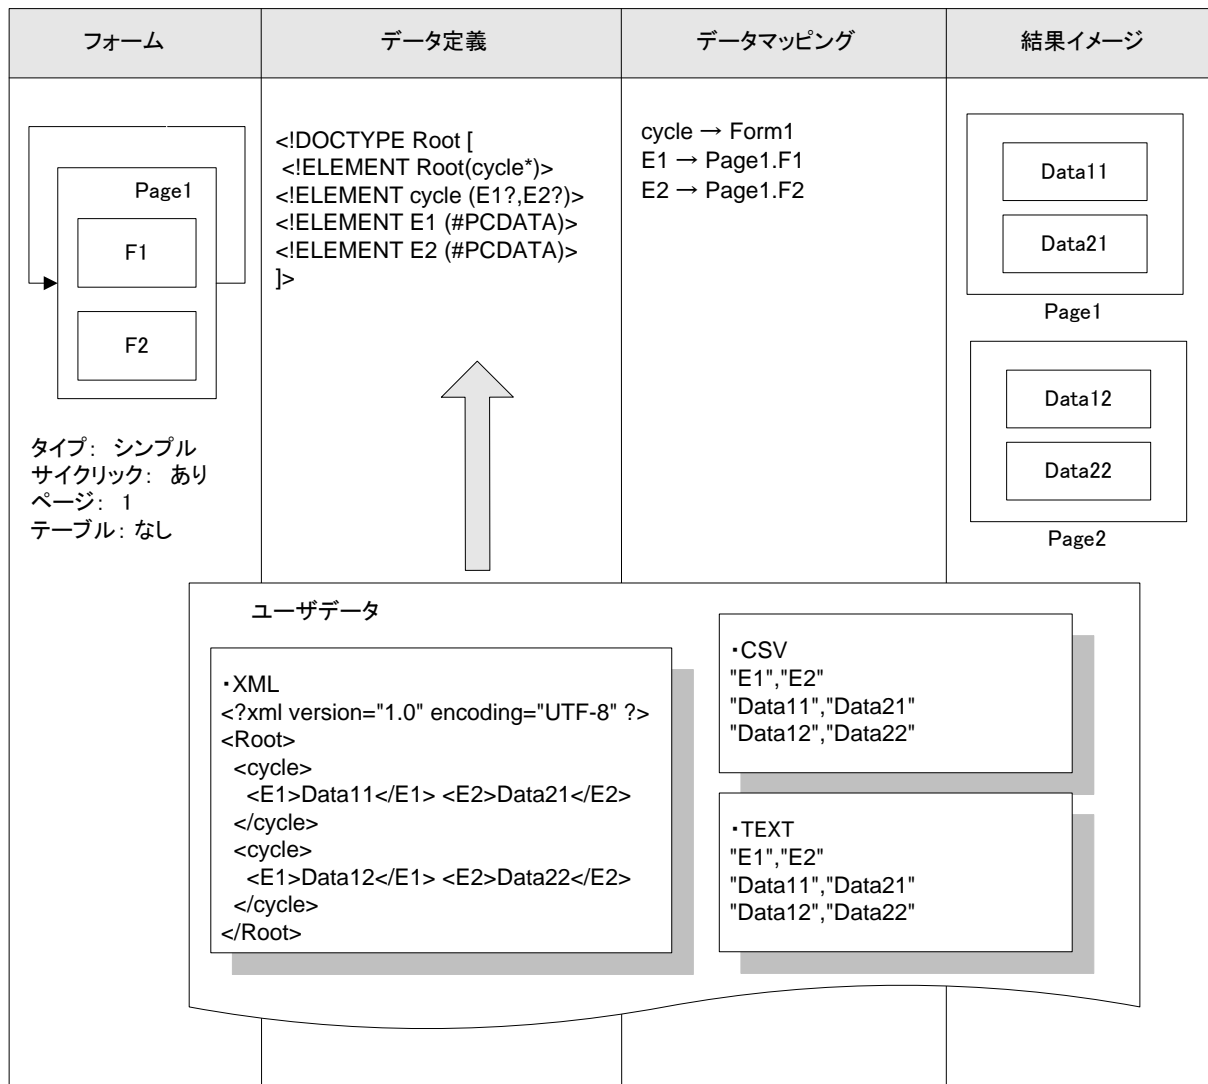 フォーム
データ定義
データマッピング
結果イメージ
Page1
F1
F2
タイプ： シンプル
サイクリック： あり
ページ： 1
テーブル：なし
<!DOCTYPE Root [
<!ELEMENT Root(cycle*)>
<!ELEMENT cycle (E1?,E2?)>
<!ELEMENT E1 (#PCDATA)>
<!ELEMENT E2 (#PCDATA)>
]>
cycle → Form1
E1 → Page1.F1
E2 → Page1.F2
Data11
Data21
Page1
Data12
Data22
Page2
ユーザデータ
・XML
<?xml version="1.0" encoding="UTF-8" ?>
<Root>
<cycle>
<E1>Data11</E1> <E2>Data21</E2>
</cycle>
<cycle>
<E1>Data12</E1> <E2>Data22</E2>
</cycle>
</Root>
・CSV
"E1","E2"
"Data11","Data21"
"Data12","Data22"
・TEXT
"E1","E2"
"Data11","Data21"
"Data12","Data22"